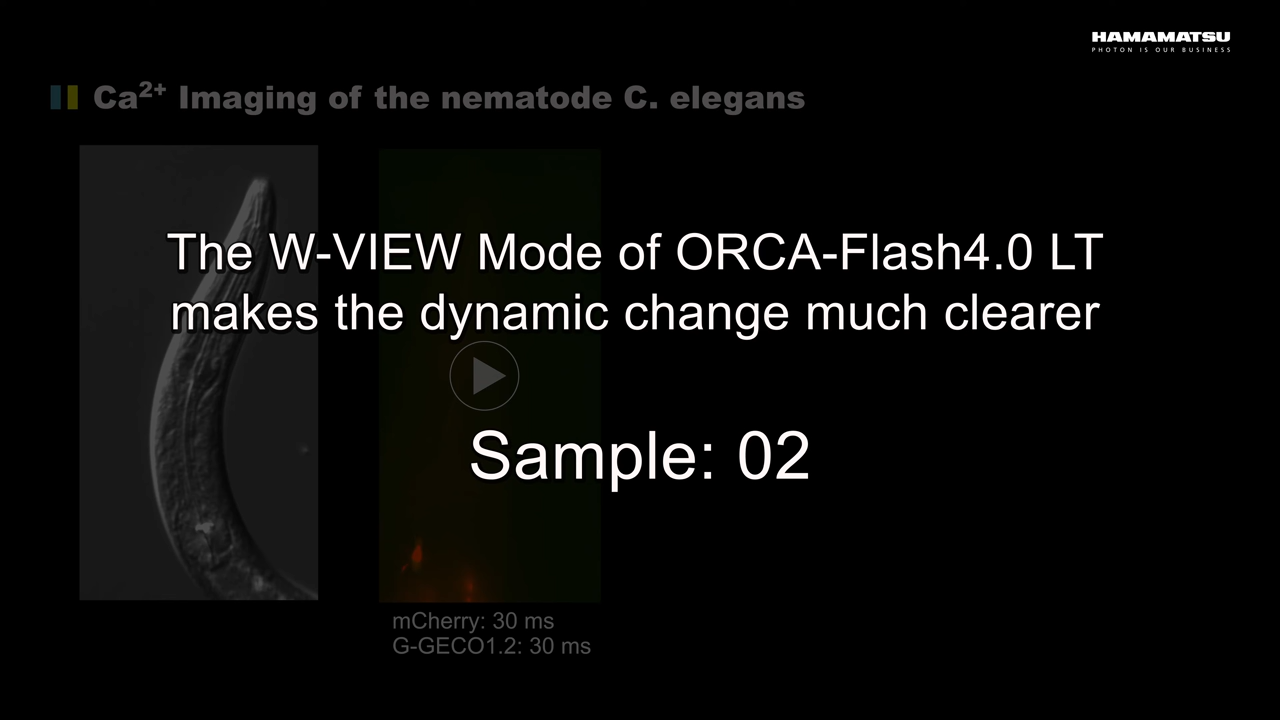 HAMAMATSU
PHOTON IS OUR BUSINESS
Ca²⁺ Imaging of the nematode C. elegans
The W-VIEW Mode of ORCA-Flash4.0 LT
makes the dynamic change much clearer
Sample: 02
mCherry: 30 ms
G-GECO1.2: 30 ms